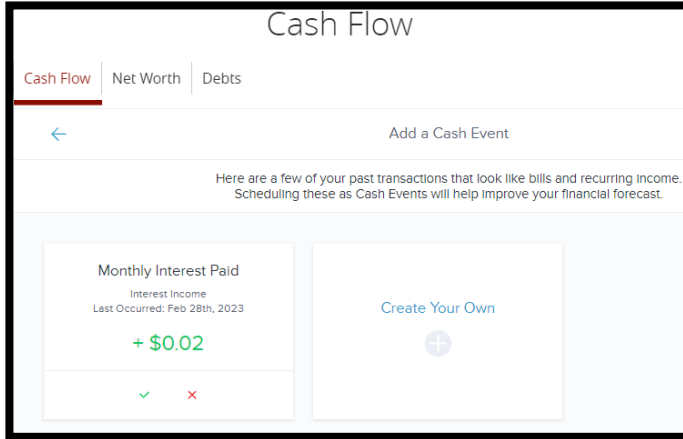 Cash Flow
Cash Flow Net Worth Debts
Add a Cash Event
Here are a few of your past transactions that look like bills and recurring income.
Scheduling these as Cash Events will help improve your financial forecast.
Monthly Interest Paid
Interest Income
Last Occurred: Feb 28th, 2023
+ $0.02
Create Your Own